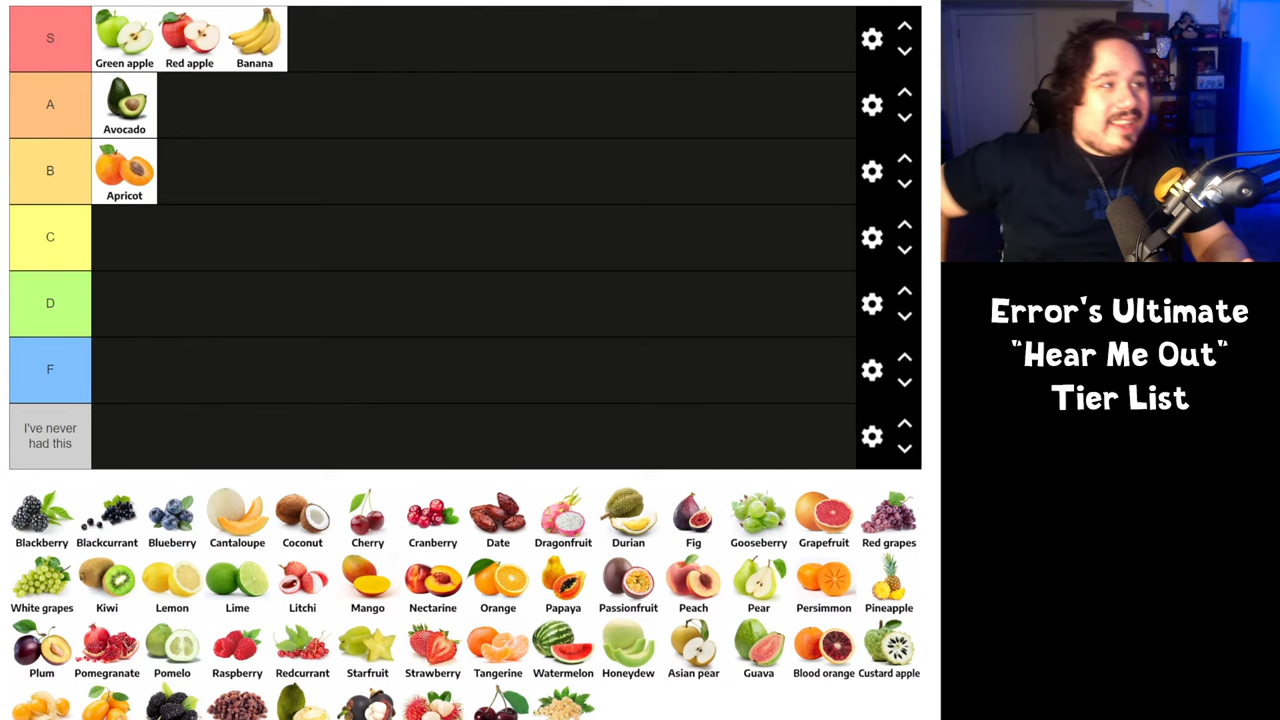 S
Green apple
Red apple
Banana
A
Avocado
B
Apricot
C
D
F
I've never
had this
Blackberry
Blackcurrant
Blueberry
Cantaloupe
Coconut
Cherry
Cranberry
Date
Dragonfruit
Durian
Fig
Gooseberry
Grapefruit
Red grapes
White grapes
Kiwi
Lemon
Lime
Litchi
Mango
Nectarine
Orange
Papaya
Passionfruit
Peach
Pear
Persimmon
Pineapple
Plum
Pomegranate
Pomelo
Raspberry
Redcurrant
Starfruit
Strawberry
Tangerine
Watermelon
Honeydew
Asian pear
Guava
Blood orange
Custard apple
Error's Ultimate
"Hear Me Out"
Tier List